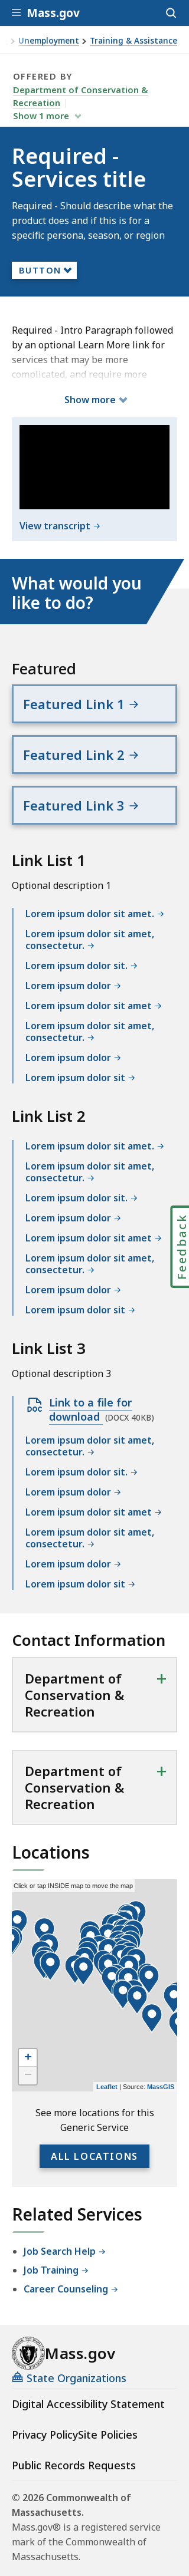 Mass.gov
Unemployment
Training & Assistance
OFFERED BY
Department of Conservation &
Recreation
Show 1 more
Required -
Services title
Required - Should describe what the
product does and if this is for a
specific persona, season, or region
BUTTON
Required - Intro Paragraph followed
by an optional Learn More link for
services that may be more
complicated, and require more
Show more
View transcript
What would you
like to do?
Featured
Featured Link 1
Featured Link 2
Featured Link 3
Link List 1
Optional description 1
Lorem ipsum dolor sit amet.
Lorem ipsum dolor sit amet,
consectetur.
Lorem ipsum dolor sit.
Lorem ipsum dolor
Lorem ipsum dolor sit amet
Lorem ipsum dolor sit amet,
consectetur.
Lorem ipsum dolor
Lorem ipsum dolor sit
Link List 2
Lorem ipsum dolor sit amet.
Lorem ipsum dolor sit amet,
consectetur.
Lorem ipsum dolor sit.
Lorem ipsum dolor
Lorem ipsum dolor sit amet
Lorem ipsum dolor sit amet,
consectetur.
Lorem ipsum dolor
Lorem ipsum dolor sit
Feedback
Link List 3
Optional description 3
DOC
Link to a file for
download (DOCX 40KB)
Lorem ipsum dolor sit amet,
consectetur.
Lorem ipsum dolor sit.
Lorem ipsum dolor
Lorem ipsum dolor sit amet
Lorem ipsum dolor sit amet,
consectetur.
Lorem ipsum dolor
Lorem ipsum dolor sit
Contact Information
Department of
Conservation &
Recreation
Department of
Conservation &
Recreation
Locations
Click or tap INSIDE map to move the map
+
−
Leaflet | Source: MassGIS
See more locations for this
Generic Service
ALL LOCATIONS
Related Services
Job Search Help
Job Training
Career Counseling
Mass.gov
State Organizations
Digital Accessibility Statement
Privacy PolicySite Policies
Public Records Requests
© 2026 Commonwealth of
Massachusetts.
Mass.gov® is a registered service
mark of the Commonwealth of
Massachusetts.